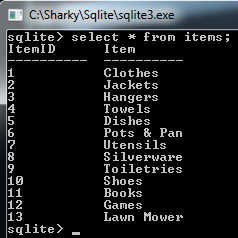 C:\Sharky\Sqlite\sqlite3.exe
sqlite> select * from items;
ItemID      Item
----------  ----------
1           Clothes
2           Jackets
3           Hangers
4           Towels
5           Dishes
6           Pots & Pan
7           Utensils
8           Silverware
9           Toiletries
10          Shoes
11          Books
12          Games
13          Lawn Mower
sqlite> _